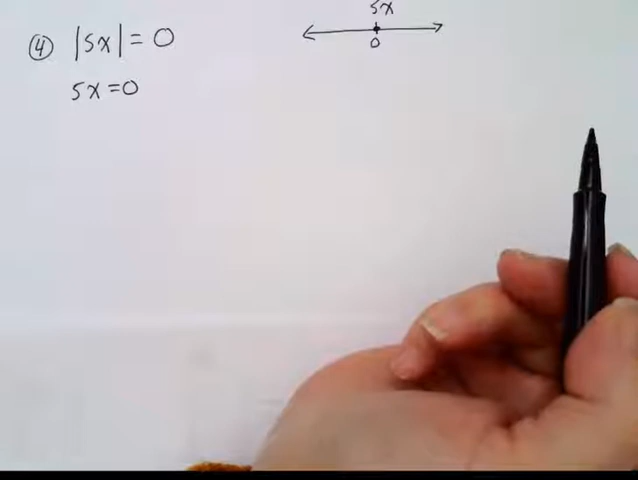 ④ |5x| = 0
5x = 0
5x
0